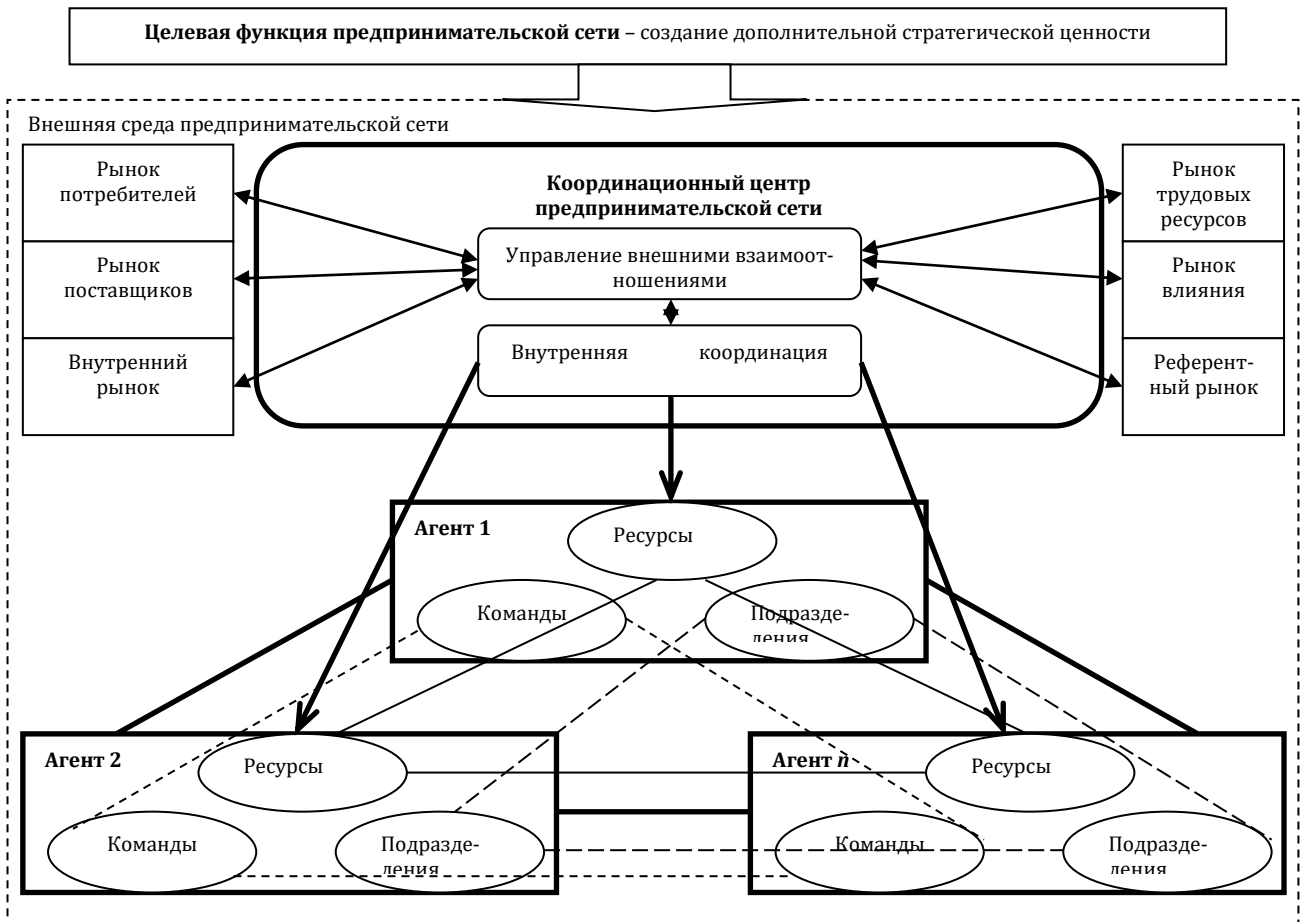 Целевая функция предпринимательской сети – создание дополнительной стратегической ценности
Внешняя среда предпринимательской сети
Рынок
потребителей
Рынок
поставщиков
Внутренний
рынок
Координационный центр
предпринимательской сети
Управление внешними взаимоот-
ношениями
Внутренняя координация
Рынок
трудовых
ресурсов
Рынок
влияния
Референт-
ный рынок
Агент 1
Ресурсы
Команды
Подразде-
ления
Агент 2
Ресурсы
Команды
Подразде-
ления
Агент n
Ресурсы
Команды
Подразде-
ления